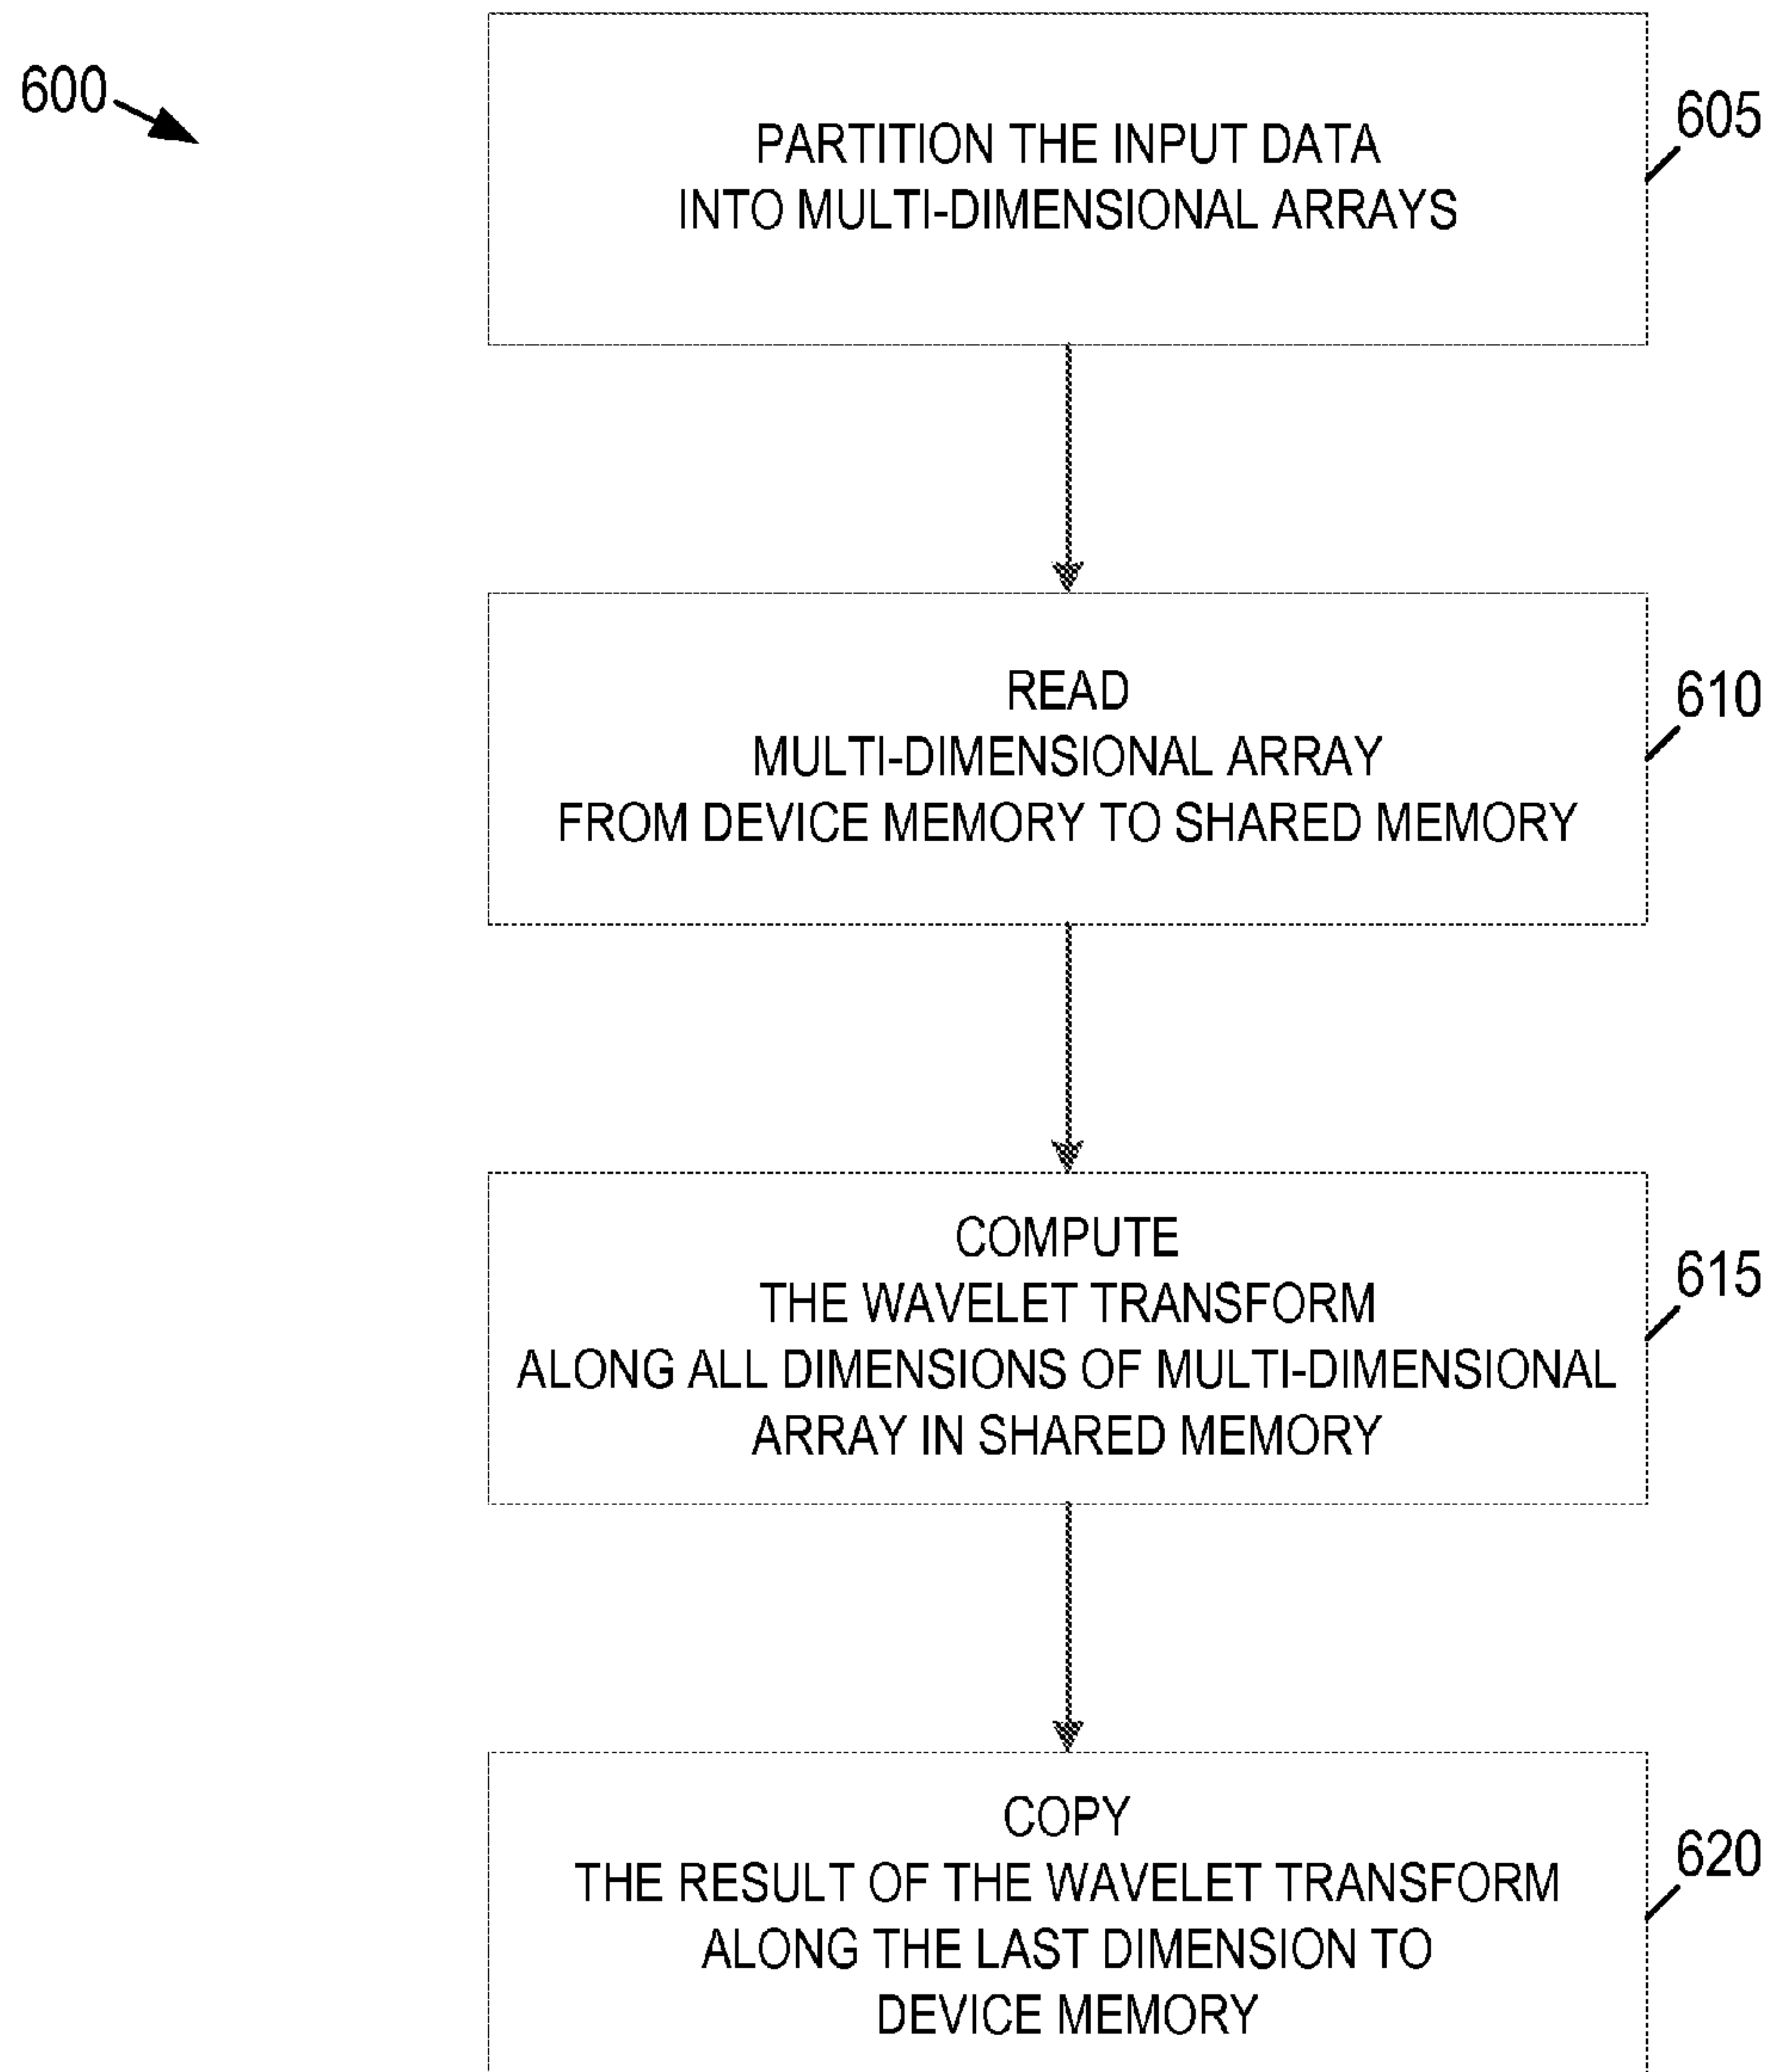 600
605
PARTITION THE INPUT DATA
INTO MULTI-DIMENSIONAL ARRAYS
610
READ
MULTI-DIMENSIONAL ARRAY
FROM DEVICE MEMORY TO SHARED MEMORY
615
COMPUTE
THE WAVELET TRANSFORM
ALONG ALL DIMENSIONS OF MULTI-DIMENSIONAL
ARRAY IN SHARED MEMORY
620
COPY
THE RESULT OF THE WAVELET TRANSFORM
ALONG THE LAST DIMENSION TO
DEVICE MEMORY